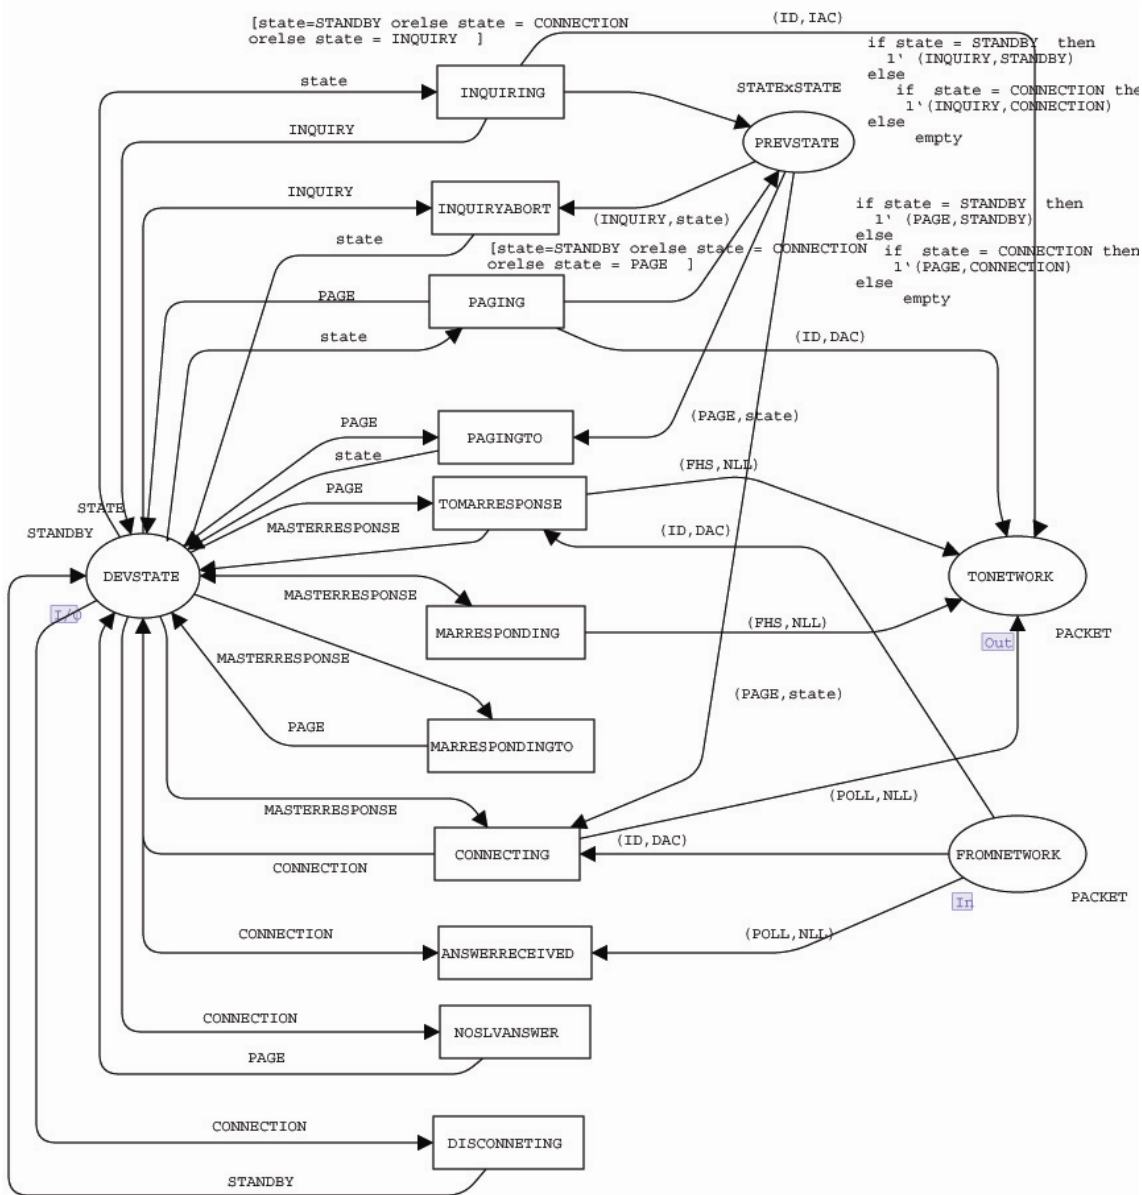 [state=STANDBY orelse state = CONNECTION
orelse state = INQUIRY ]
(ID,IAC)
if state = STANDBY then
1` (INQUIRY,STANDBY)
else
if state = CONNECTION the
1`(INQUIRY,CONNECTION)
else
empty
state
INQUIRING
STATExSTATE
INQUIRY
PREVSTATE
INQUIRY
INQUIRYABORT
(INQUIRY,state)
if state = STANDBY then
1` (PAGE,STANDBY)
else
if state = CONNECTION then
1`(PAGE,CONNECTION)
else
empty
state
[state=STANDBY orelse state = CONNECTION
orelse state = PAGE ]
PAGE
PAGING
state
(ID,DAC)
PAGE
PAGINGTO
(PAGE,state)
state
(FHS,NLL)
PAGE
TOMARRESPONSE
STATE
MASTERRESPONSE
(ID,DAC)
STANDBY
DEVSTATE
TONETWORK
I/O
MASTERRESPONSE
MARRESPONDING
(FHS,NLL)
PACKET
Out
MASTERRESPONSE
(PAGE,state)
PAGE
MARRESPONDINGTO
MASTERRESPONSE
(POLL,NLL)
(ID,DAC)
CONNECTING
FROMNETWORK
CONNECTION
In
PACKET
CONNECTION
(POLL,NLL)
ANSWERRECEIVED
CONNECTION
NOSLVANSWER
PAGE
CONNECTION
DISCONNETING
STANDBY